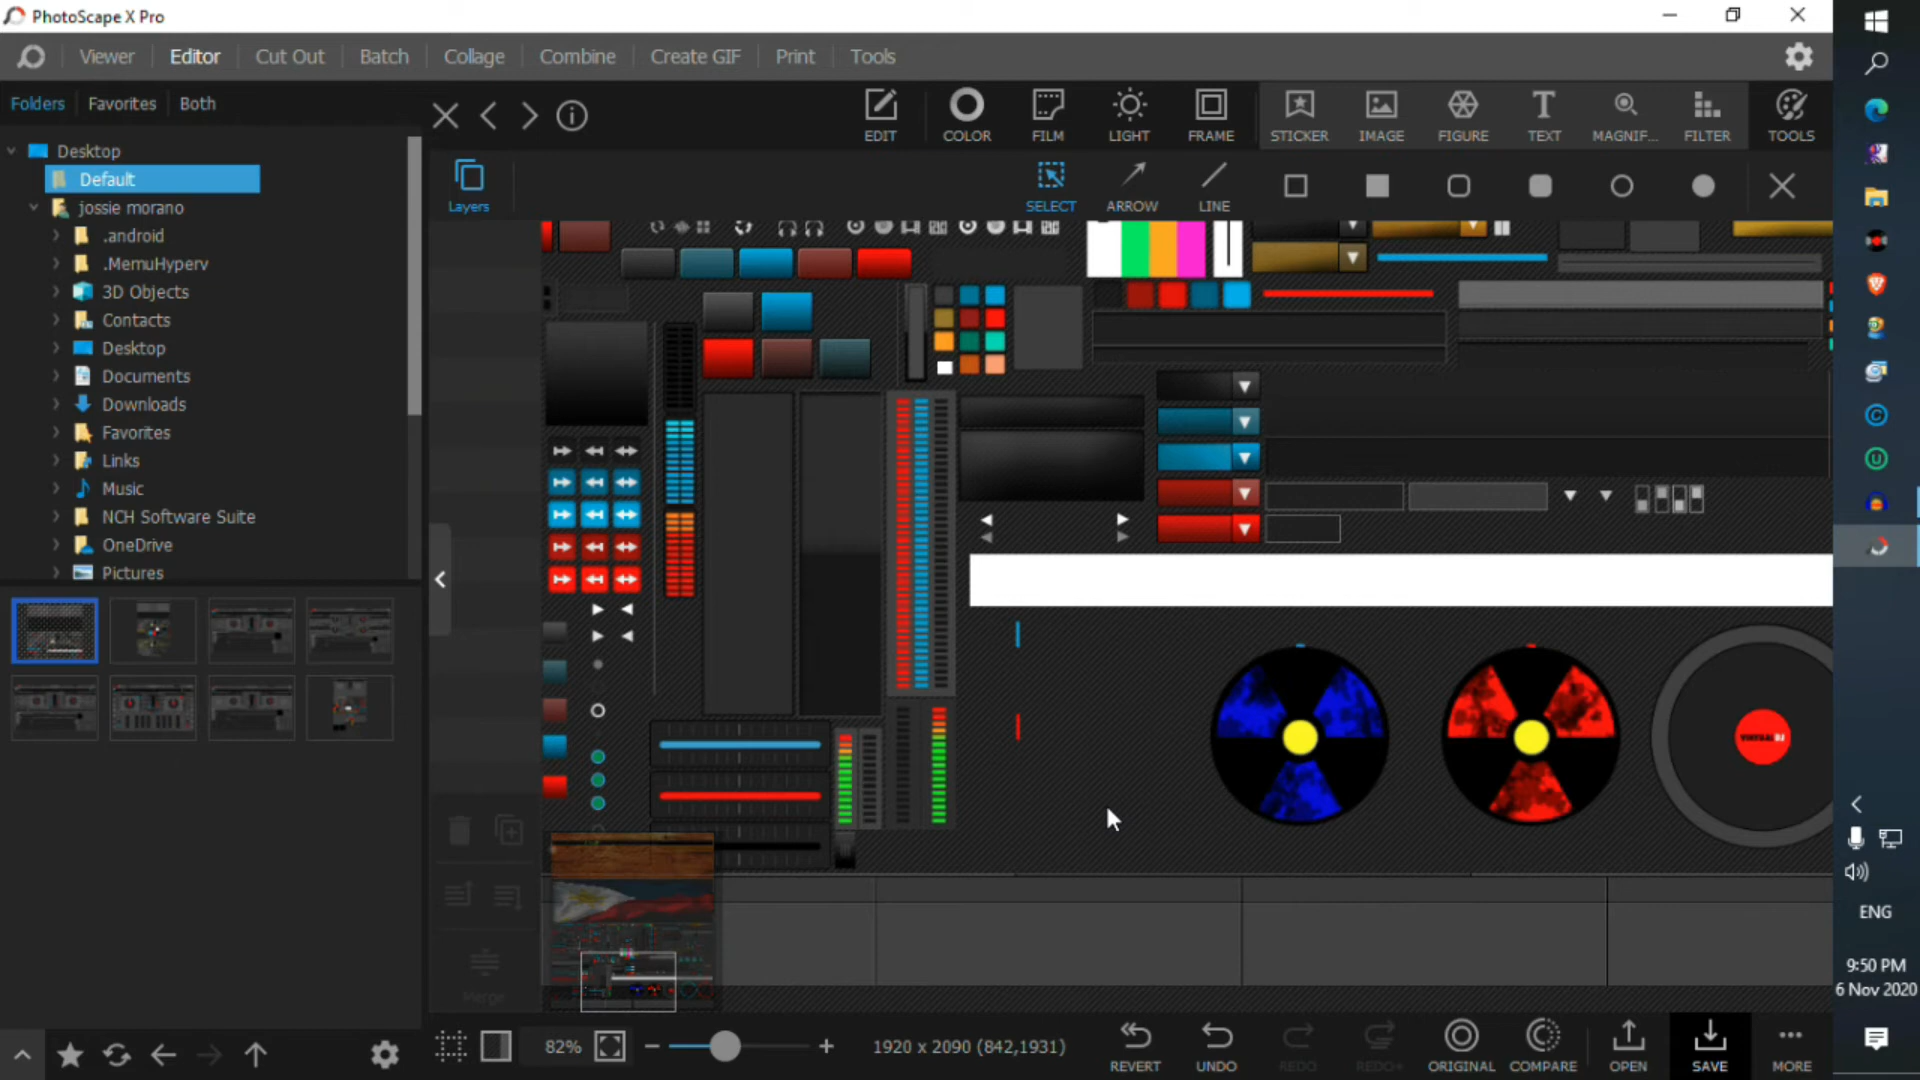 PhotoScape X Pro
Viewer
Editor
Cut Out
Batch
Collage
Combine
Create GIF
Print
Tools
Folders
Favorites
Both
EDIT
COLOR
FILM
LIGHT
FRAME
STICKER
IMAGE
FIGURE
TEXT
MAGNIF...
FILTER
TOOLS
Layers
SELECT
ARROW
LINE
Desktop
Default
jossie morano
.android
.MemuHyperv
3D Objects
Contacts
Desktop
Documents
Downloads
Favorites
Links
Music
NCH Software Suite
OneDrive
Pictures
Merge
82%
1920 x 2090 (842,1931)
REVERT
UNDO
REDO
REDO+
ORIGINAL
COMPARE
OPEN
SAVE
MORE
ENG
9:50 PM
6 Nov 2020